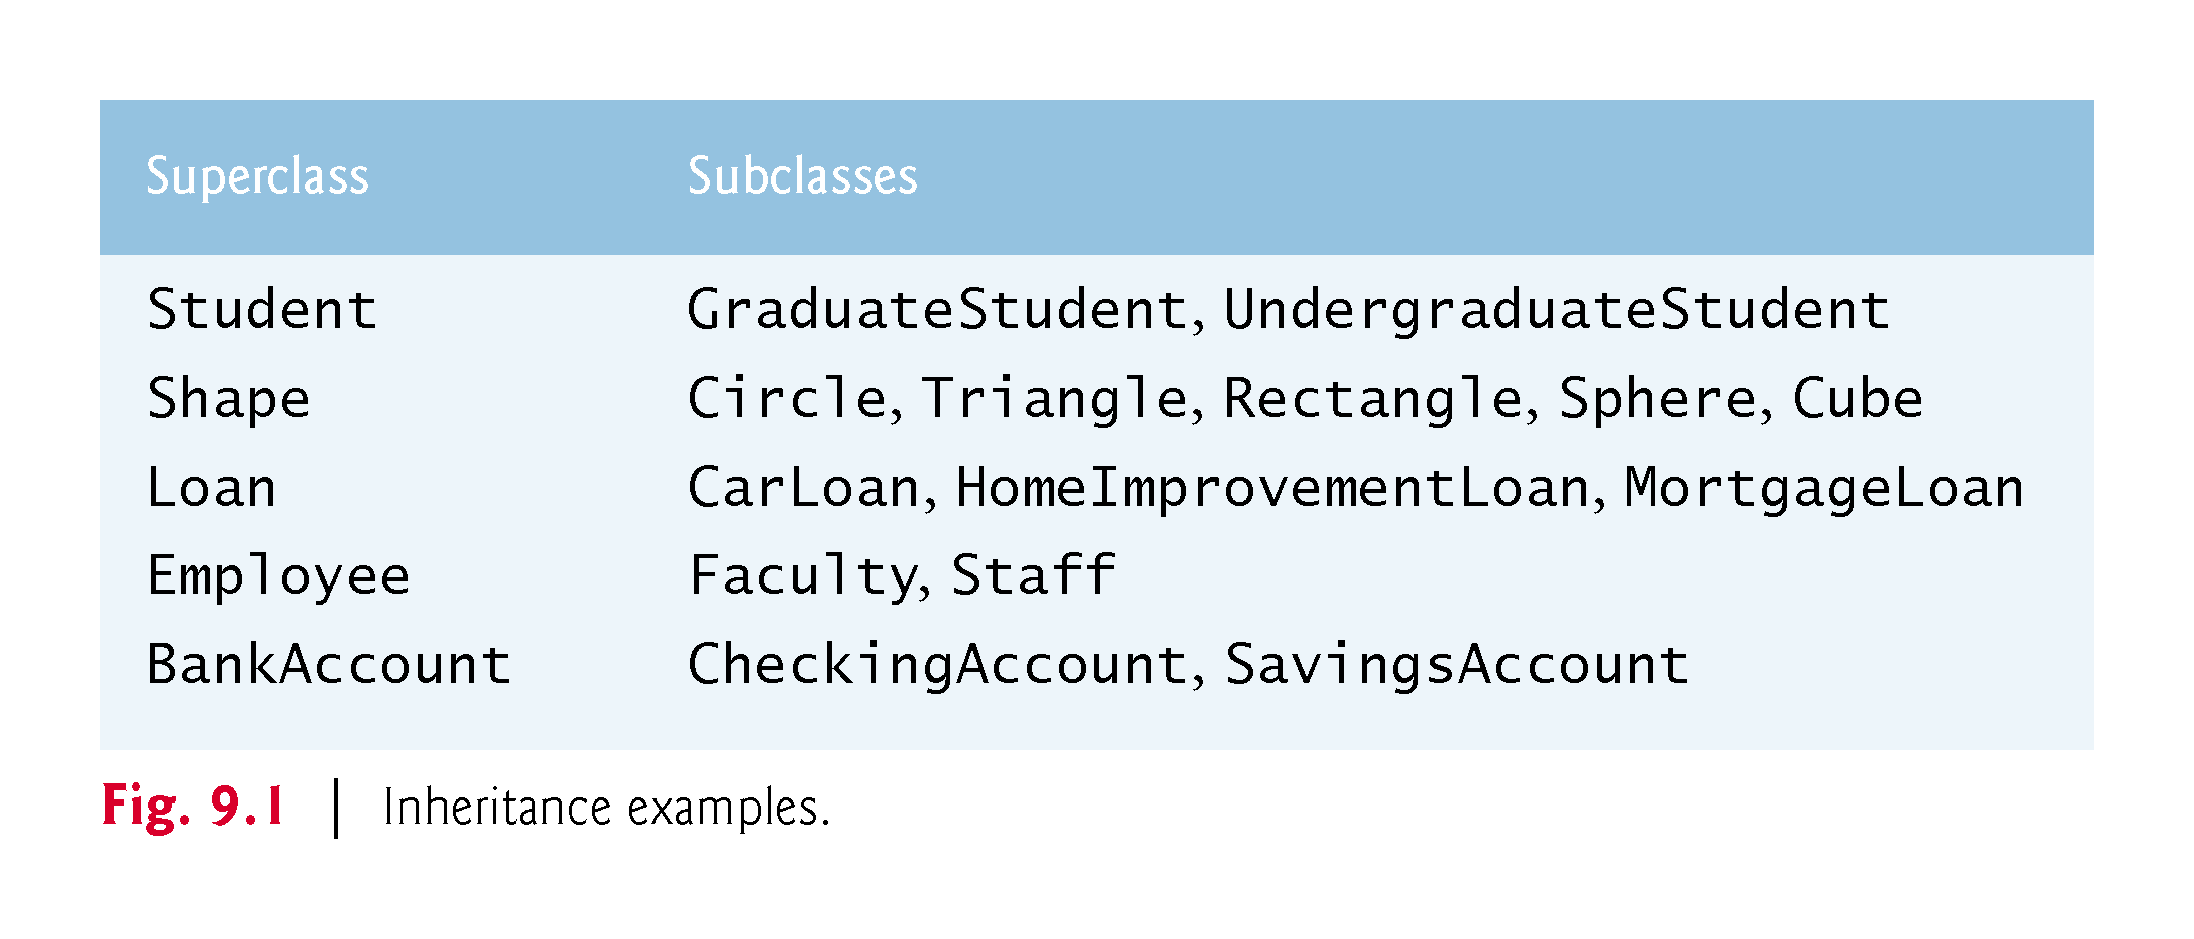 Superclass Subclasses
Student GraduateStudent, UndergraduateStudent
Shape Circle, Triangle, Rectangle, Sphere, Cube
Loan CarLoan, HomeImprovementLoan, MortgageLoan
Employee Faculty, Staff
BankAccount CheckingAccount, SavingsAccount
Fig. 9.1 | Inheritance examples.